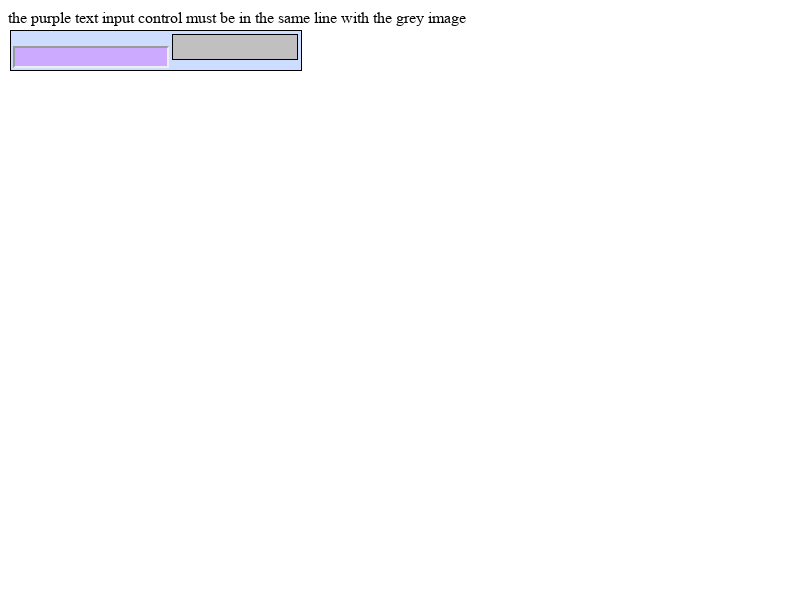 the purple text input control must be in the same line with the grey image